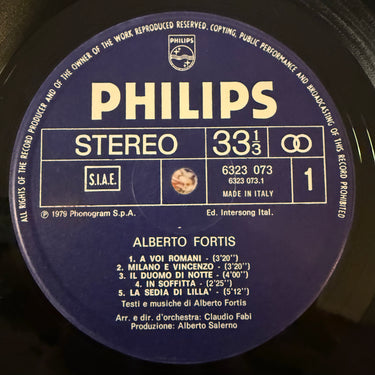 ALL RIGHTS OF THE RECORD PRODUCER AND OF THE OWNER OF THE WORK REPRODUCED RESERVED. UNAUTHORISED COPYING, PUBLIC PERFORMANCE AND BROADCASTING OF THIS RECORD PROHIBITED
PHILIPS
PHILIPS
STEREO
33 1/3
S.I.A.E.
6323 073
6323 073.1
MADE IN ITALY
1
℗ 1979 Phonogram S.p.A.
Ed. Intersong Ital.
ALBERTO FORTIS
1. A VOI ROMANI - (3'20'')
2. MILANO E VINCENZO - (3'20'')
3. IL DUOMO DI NOTTE - (4'00'')
4. IN SOFFITTA - (2'25'')
5. LA SEDIA DI LILLA' - (5'12'')
Testi e musiche di Alberto Fortis
Arr. e dir. d'orchestra: Claudio Fabi
Produzione: Alberto Salerno